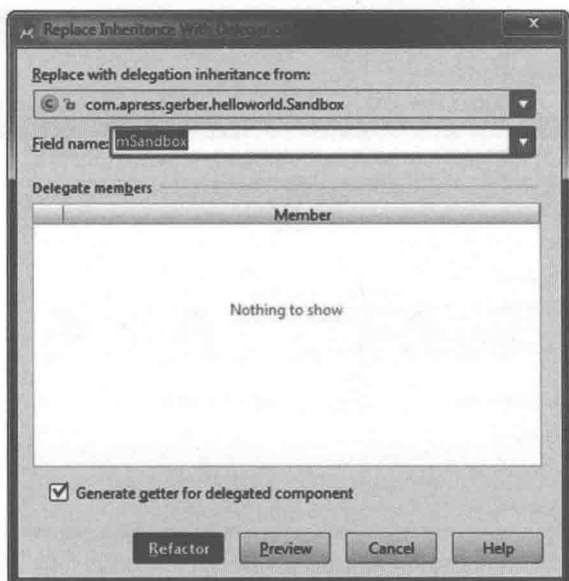 Replace Inheritance With Delegation
x
Replace with delegation inheritance from:
com.apress.gerber.helloworld.Sandbox
Field name: mSandbox
Delegate members
Member
Nothing to show
Generate getter for delegated component
Refactor Preview Cancel Help